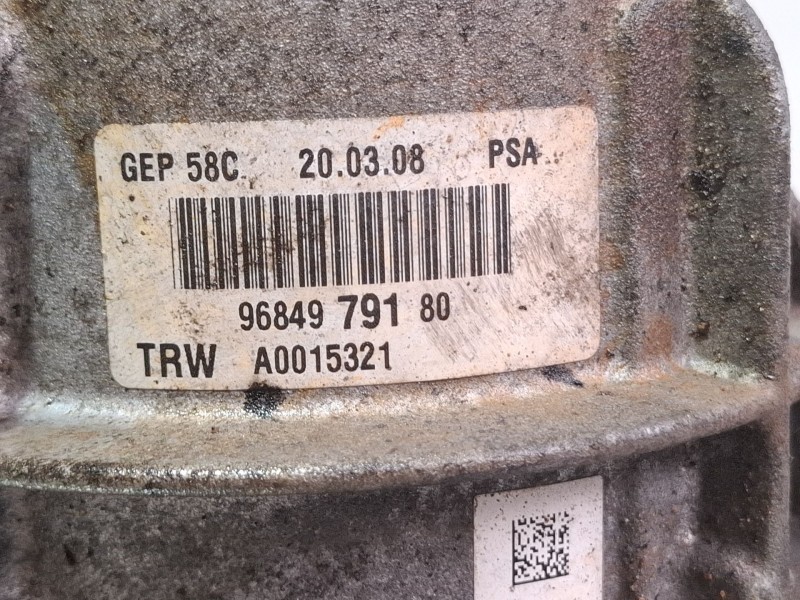 GEP 58C 20.03.08 PSA
96849 791 80
TRW A0015321